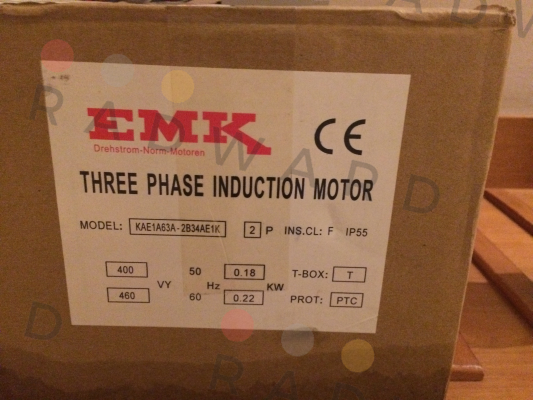 EMK
Drehstrom-Norm-Motoren
CE
THREE PHASE INDUCTION MOTOR
MODEL: KAE1A63A-2B34AE1K 2 P INS.CL: F IP55
400 50 0.18 T-BOX: T
VY Hz KW
460 60 0.22 PROT: PTC
RADWARD